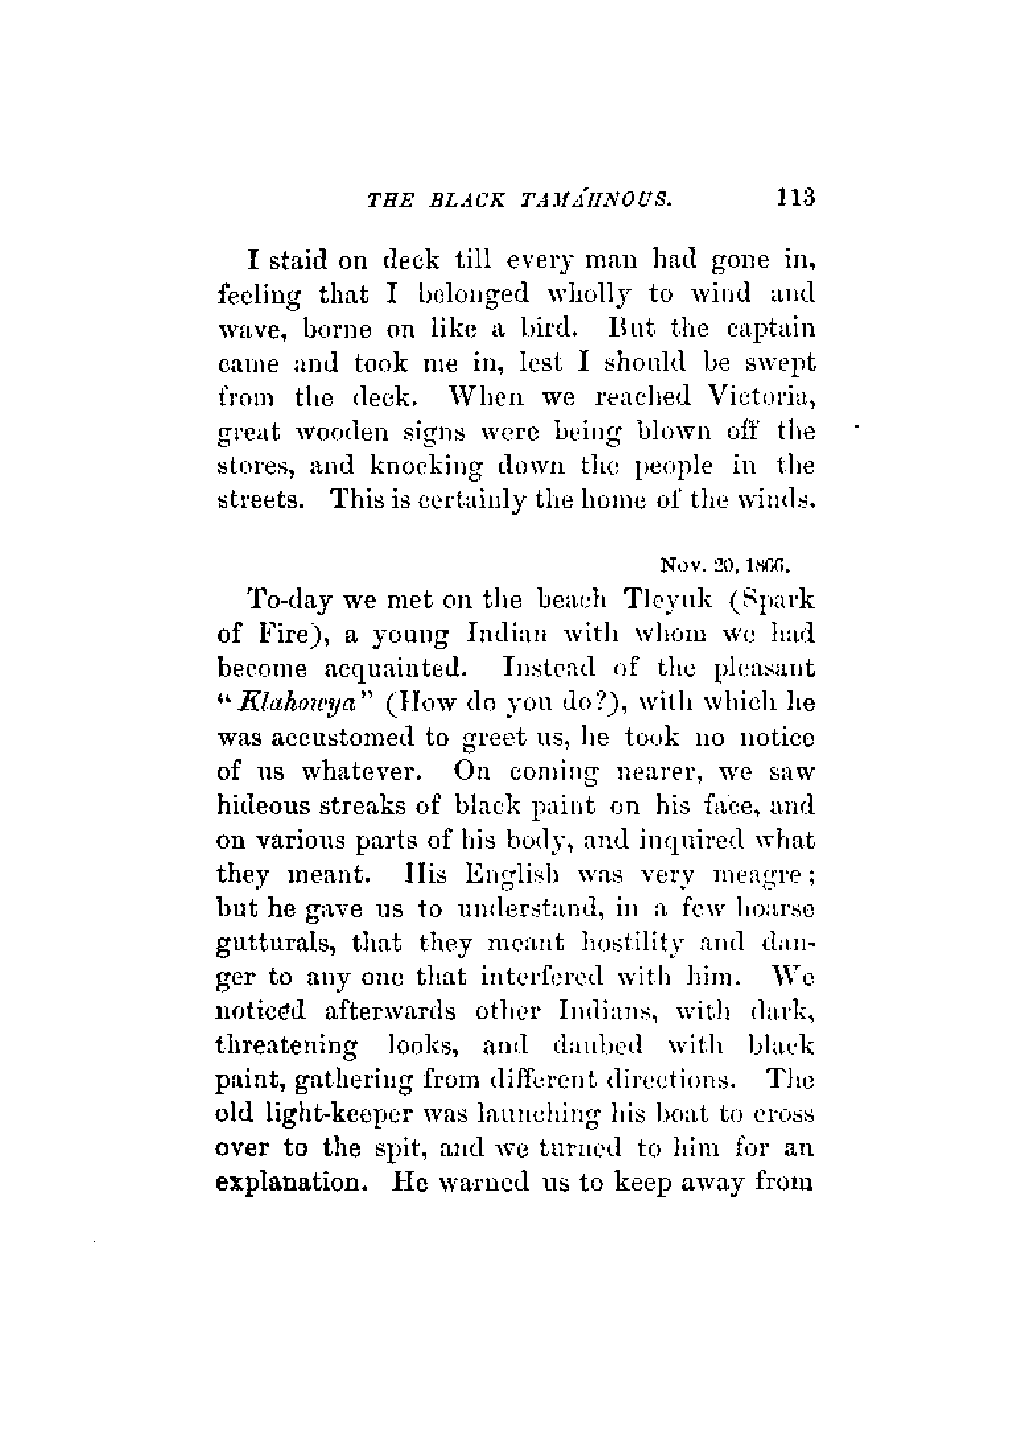 THE BLACK TAMÁHNOUS. 113
I staid on deck till every man had gone in,
feeling that I belonged wholly to wind and
wave, borne on like a bird. But the captain
came and took me in, lest I should be swept
from the deck. When we reached Victoria,
great wooden signs were being blown off the
stores, and knocking down the people in the
streets. This is certainly the home of the winds.
Nov. 20, 1866.
To-day we met on the beach Tleyuk (Spark
of Fire), a young Indian with whom we had
become acquainted. Instead of the pleasant
“Klahowya” (How do you do?), with which he
was accustomed to greet us, he took no notice
of us whatever. On coming nearer, we saw
hideous streaks of black paint on his face, and
on various parts of his body, and inquired what
they meant. His English was very meagre;
but he gave us to understand, in a few hoarse
gutturals, that they meant hostility and dan-
ger to any one that interfered with him. We
noticed afterwards other Indians, with dark,
threatening looks, and daubed with black
paint, gathering from different directions. The
old light-keeper was launching his boat to cross
over to the spit, and we turned to him for an
explanation. He warned us to keep away from